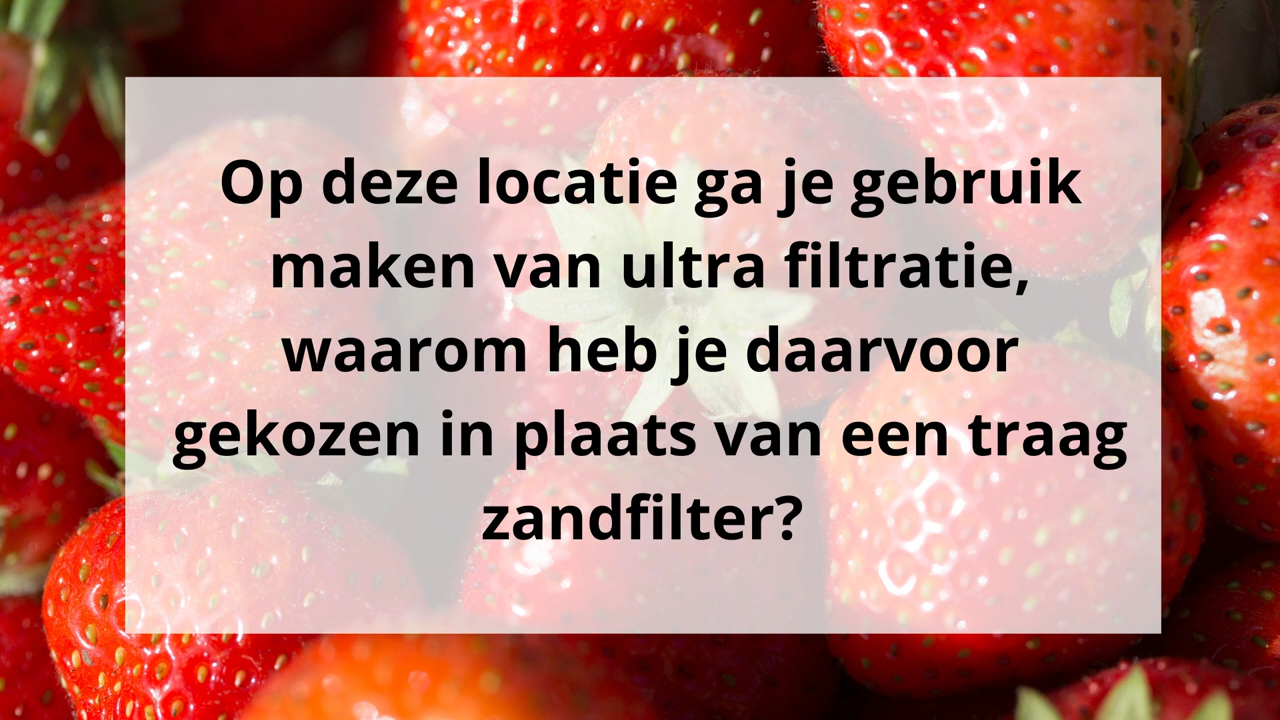 Op deze locatie ga je gebruik
maken van ultra filtratie,
waarom heb je daarvoor
gekozen in plaats van een traag
zandfilter?